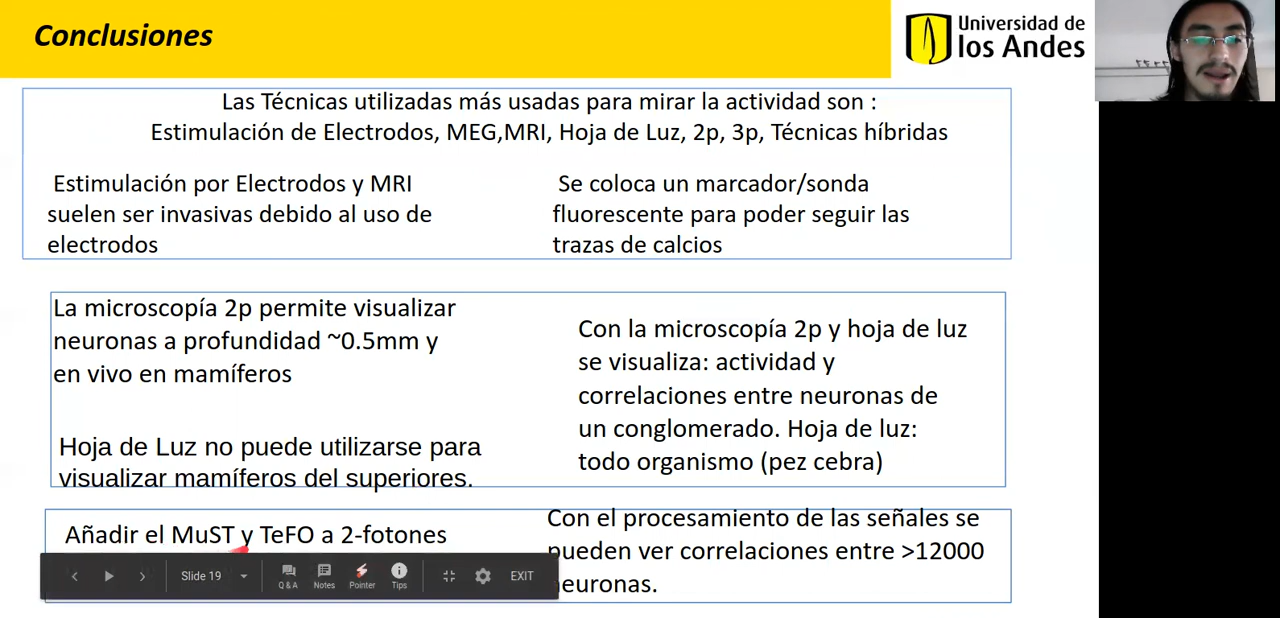 Conclusiones
Universidad de
los Andes
Las Técnicas utilizadas más usadas para mirar la actividad son :
Estimulación de Electrodos, MEG,MRI, Hoja de Luz, 2p, 3p, Técnicas híbridas
Estimulación por Electrodos y MRI
suelen ser invasivas debido al uso de
electrodos
Se coloca un marcador/sonda
fluorescente para poder seguir las
trazas de calcios
La microscopía 2p permite visualizar
neuronas a profundidad ~0.5mm y
en vivo en mamíferos
Hoja de Luz no puede utilizarse para
visualizar mamíferos del superiores.
Con la microscopía 2p y hoja de luz
se visualiza: actividad y
correlaciones entre neuronas de
un conglomerado. Hoja de luz:
todo organismo (pez cebra)
Añadir el MuST y TeFO a 2-fotones
Con el procesamiento de las señales se
pueden ver correlaciones entre >12000
neuronas.
Slide 19
Q & A
Notes
Pointer
Tips
EXIT